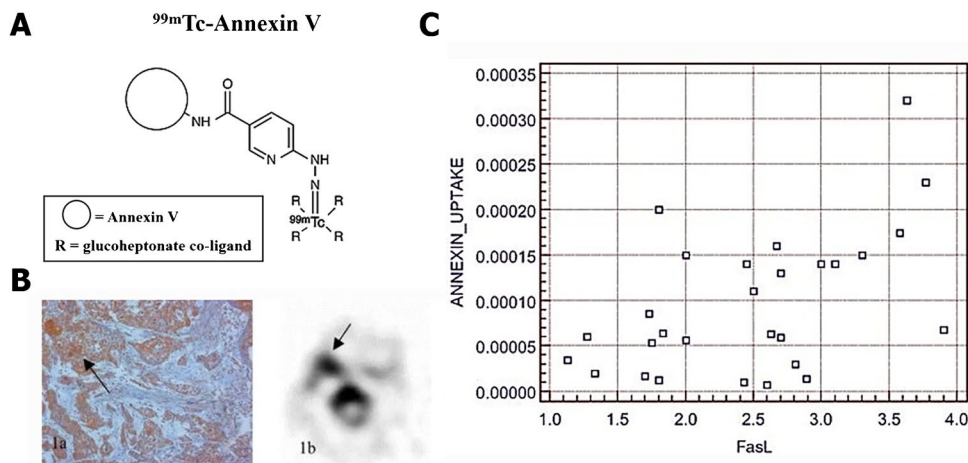 A
99mTc-Annexin V
O
NH
N
NH
N
R
R
99mTc
R
R
= Annexin V
R = glucoheptonate co-ligand
B
1a
1b
C
ANNEXIN_UPTAKE
0.00035
0.00030
0.00025
0.00020
0.00015
0.00010
0.00005
0.00000
1.0 1.5 2.0 2.5 3.0 3.5 4.0
FasL